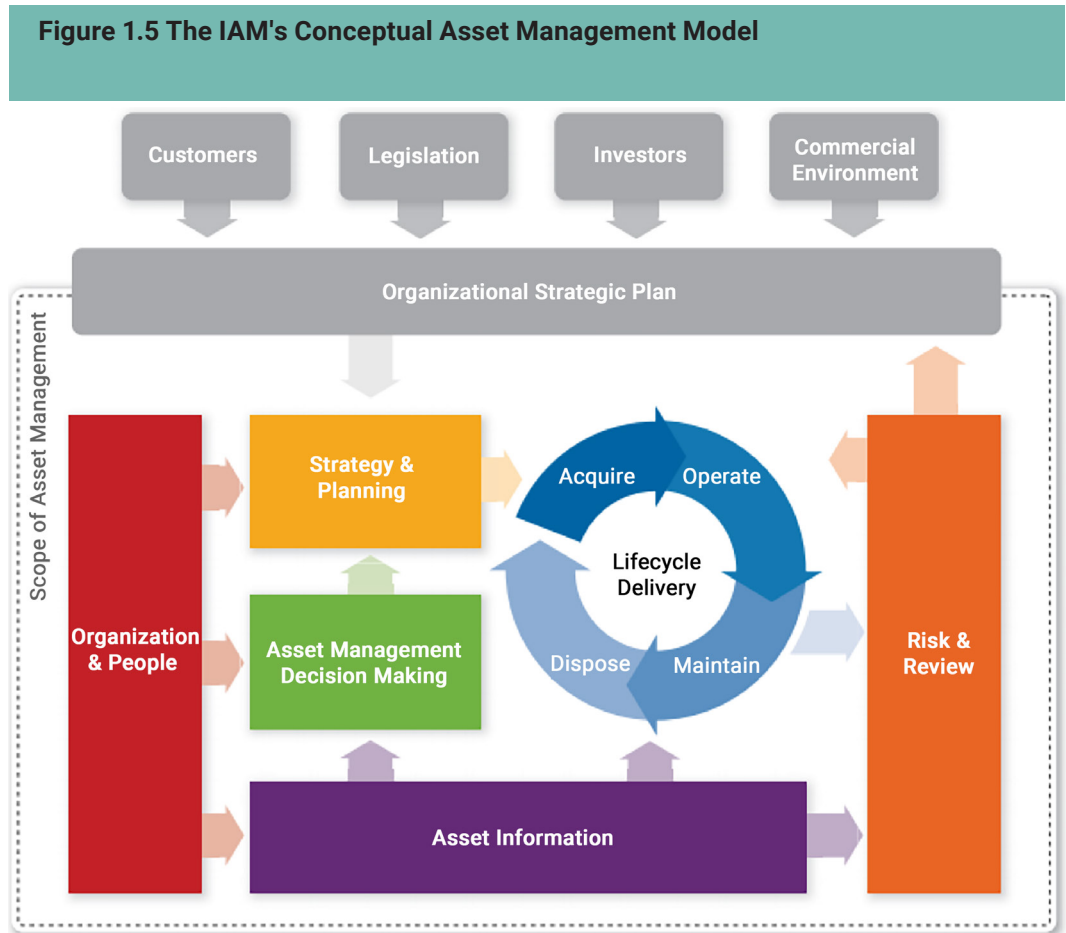 Figure 1.5 The IAM's Conceptual Asset Management Model
Customers
Legislation
Investors
Commercial
Environment
Organizational Strategic Plan
Scope of Asset Management
Organization
& People
Strategy &
Planning
Asset Management
Decision Making
Acquire
Operate
Lifecycle
Delivery
Dispose
Maintain
Risk &
Review
Asset Information